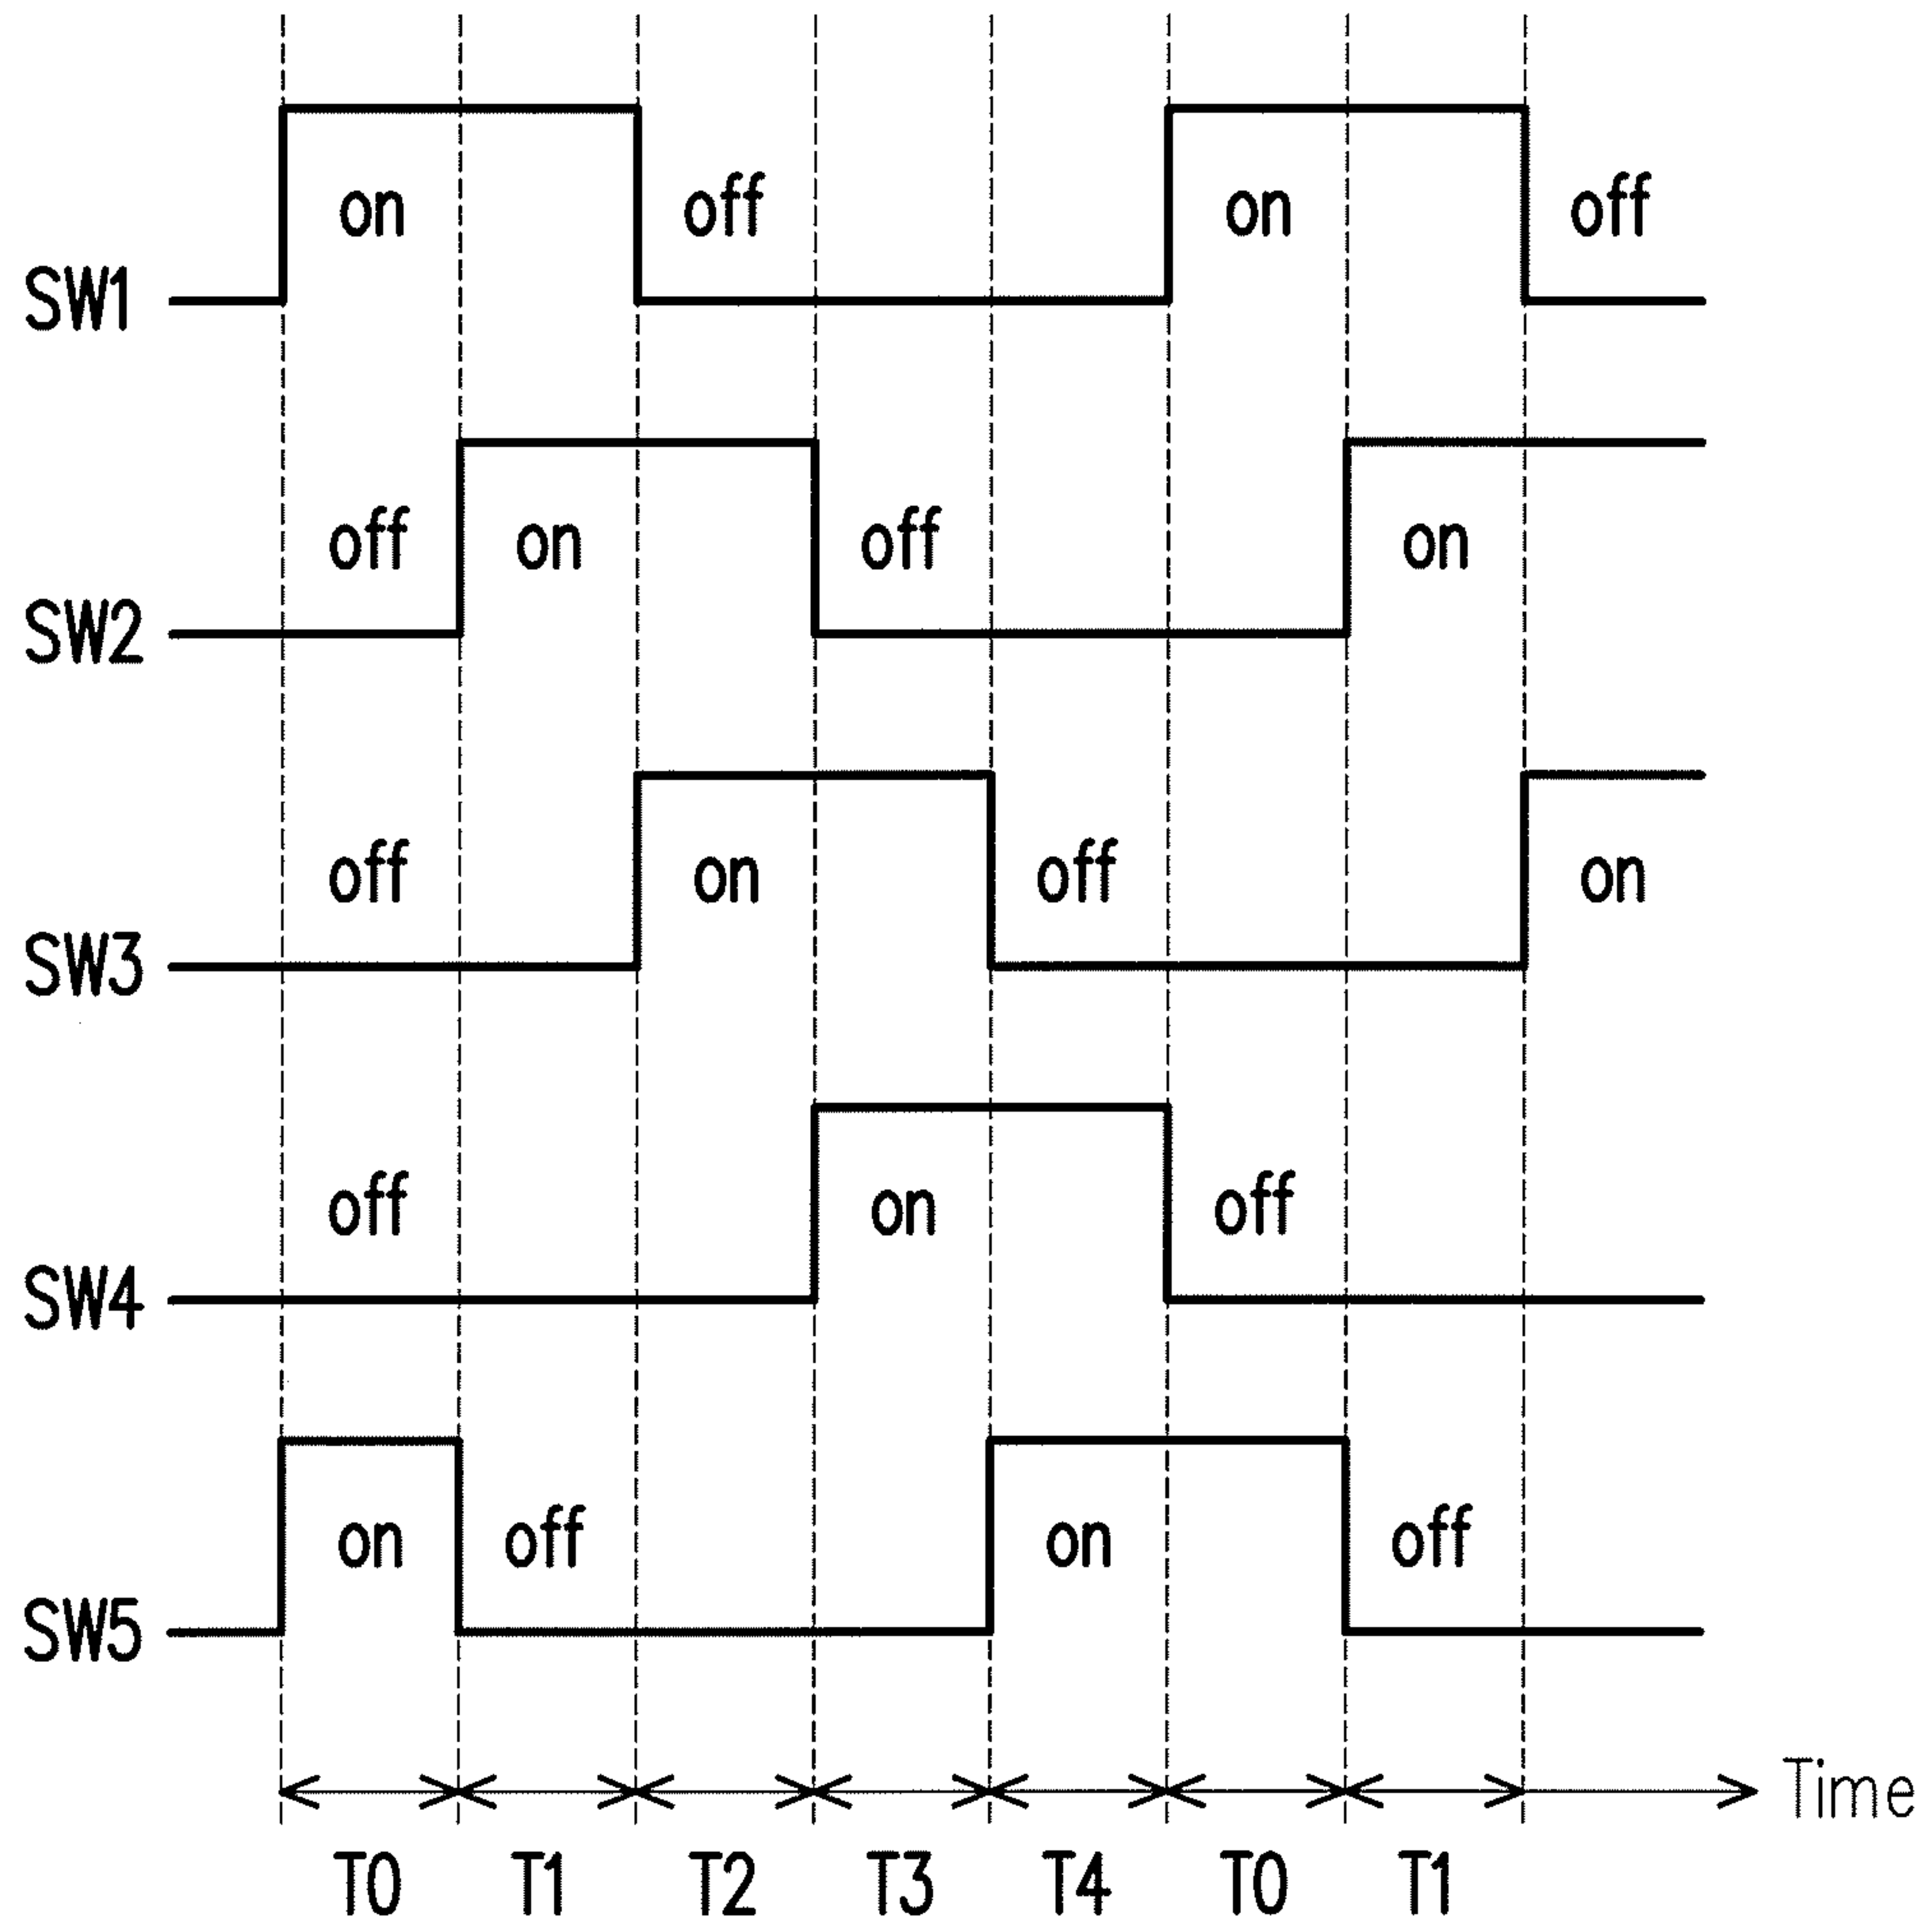 on off on off
SW1
off on off on
SW2
off on off on
SW3
off on off
SW4
on off on off
SW5
Time
T0 T1 T2 T3 T4 T0 T1